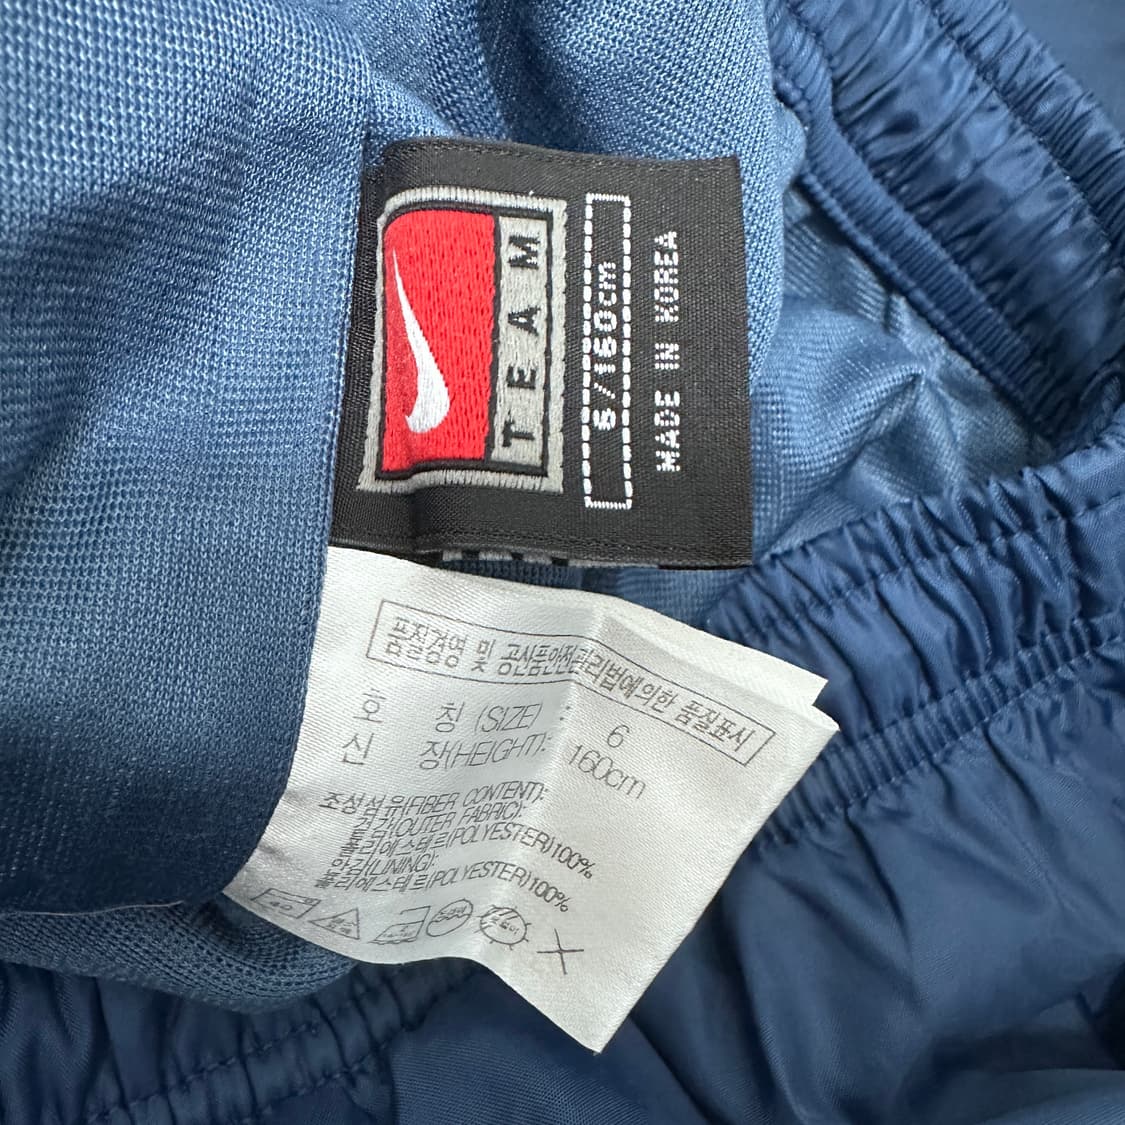 TEAM
6/160cm
MADE IN KOREA
품질경영 및 공산품안전관리법에의한 품질표시
호 칭 (SIZE) : 6
신 장(HEIGHT): 160cm
조성섬유(FIBER CONTENT):
겉감(OUTER FABRIC):
폴리에스테르(POLYESTER)100%
안감(LINING):
폴리에스테르(POLYESTER)100%
40